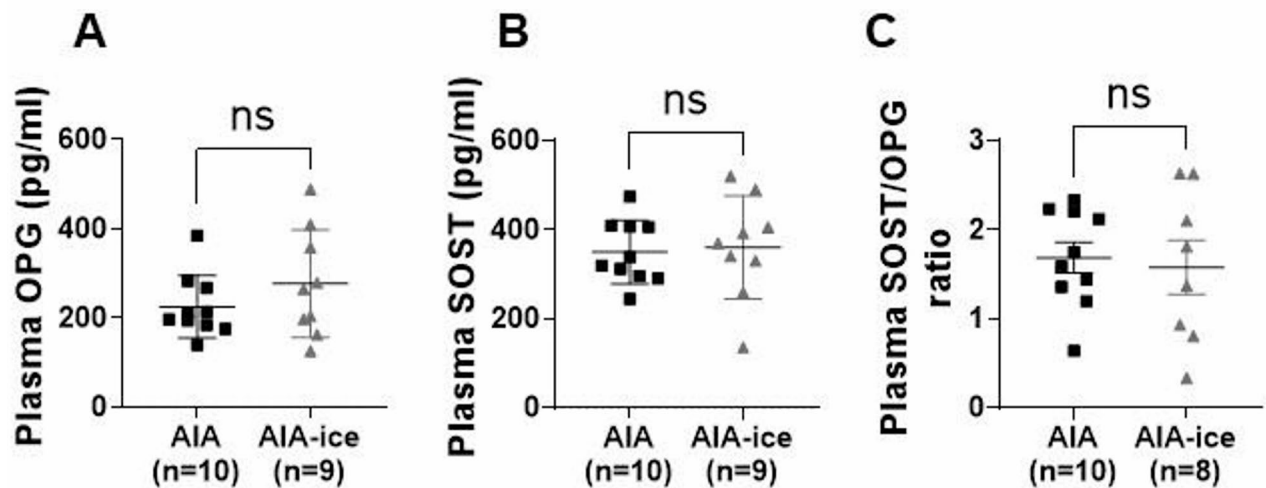 A
Plasma OPG (pg/ml)
600
400
200
0
ns
AIA
(n=10)
AIA-ice
(n=9)
B
Plasma SOST (pg/ml)
600
400
200
0
ns
AIA
(n=10)
AIA-ice
(n=9)
C
Plasma SOST/OPG
ratio
3
2
1
0
ns
AIA
(n=10)
AIA-ice
(n=8)